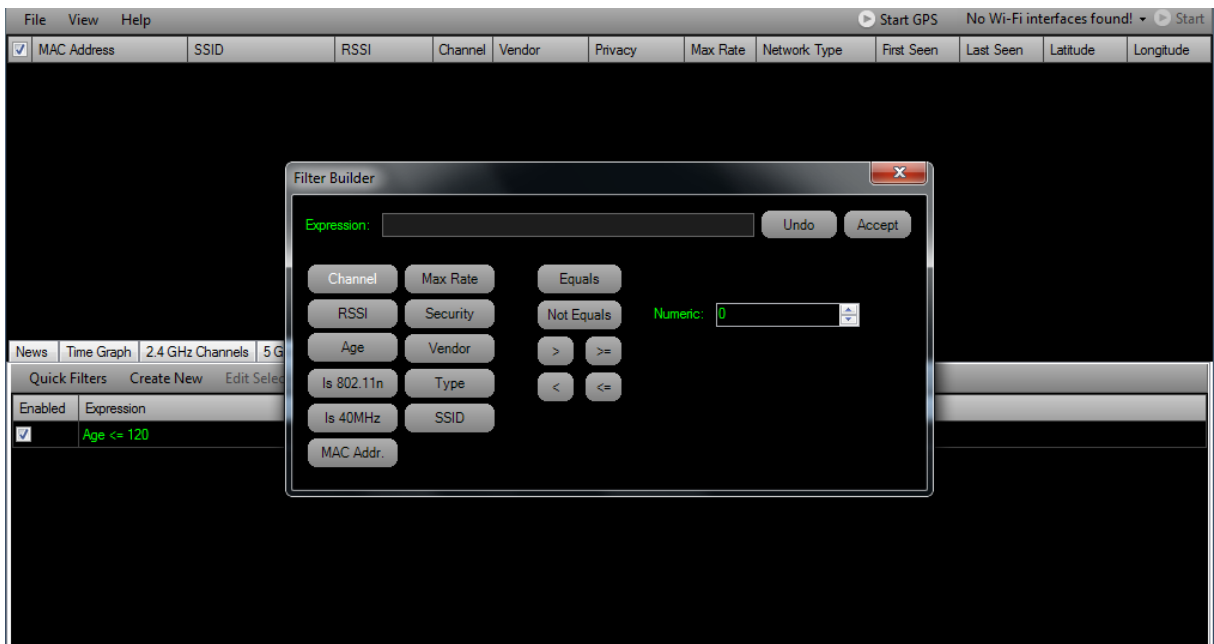 File View Help Start GPS No Wi-Fi interfaces found! Start
MAC Address SSID RSSI Channel Vendor Privacy Max Rate Network Type First Seen Last Seen Latitude Longitude
Filter Builder
Expression: Undo Accept
Channel Max Rate Equals
RSSI Security Not Equals Numeric: 0
Age Vendor > >=
Is 802.11n Type < <=
Is 40MHz SSID
MAC Addr.
News Time Graph 2.4 GHz Channels 5 G
Quick Filters Create New Edit Selec
Enabled Expression
Age <= 120